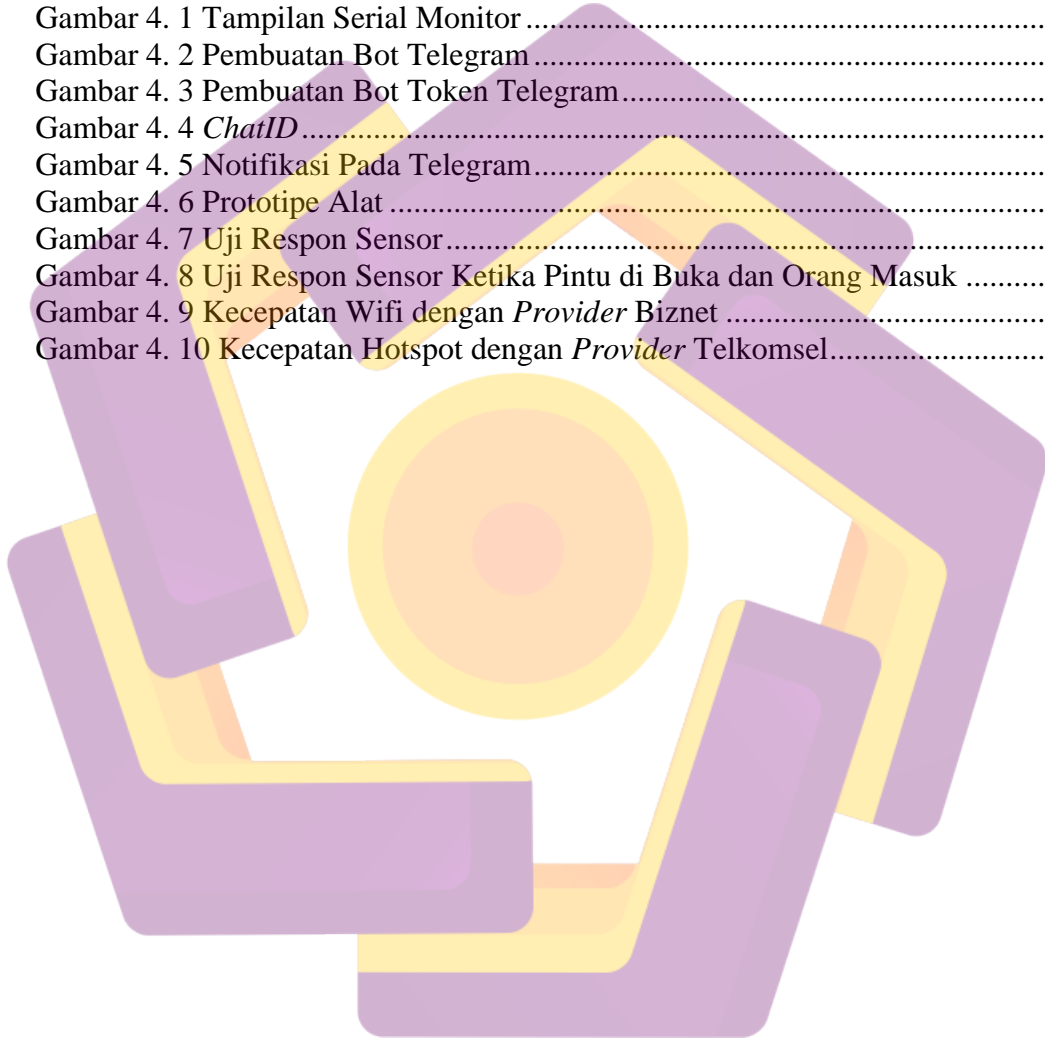 Gambar 4. 1 Tampilan Serial Monitor ................................................................
Gambar 4. 2 Pembuatan Bot Telegram ................................................................
Gambar 4. 3 Pembuatan Bot Token Telegram ....................................................
Gambar 4. 4 ChatID ............................................................................................
Gambar 4. 5 Notifikasi Pada Telegram ...............................................................
Gambar 4. 6 Prototipe Alat .................................................................................
Gambar 4. 7 Uji Respon Sensor ..........................................................................
Gambar 4. 8 Uji Respon Sensor Ketika Pintu di Buka dan Orang Masuk ..........
Gambar 4. 9 Kecepatan Wifi dengan Provider Biznet ........................................
Gambar 4. 10 Kecepatan Hotspot dengan Provider Telkomsel ...........................